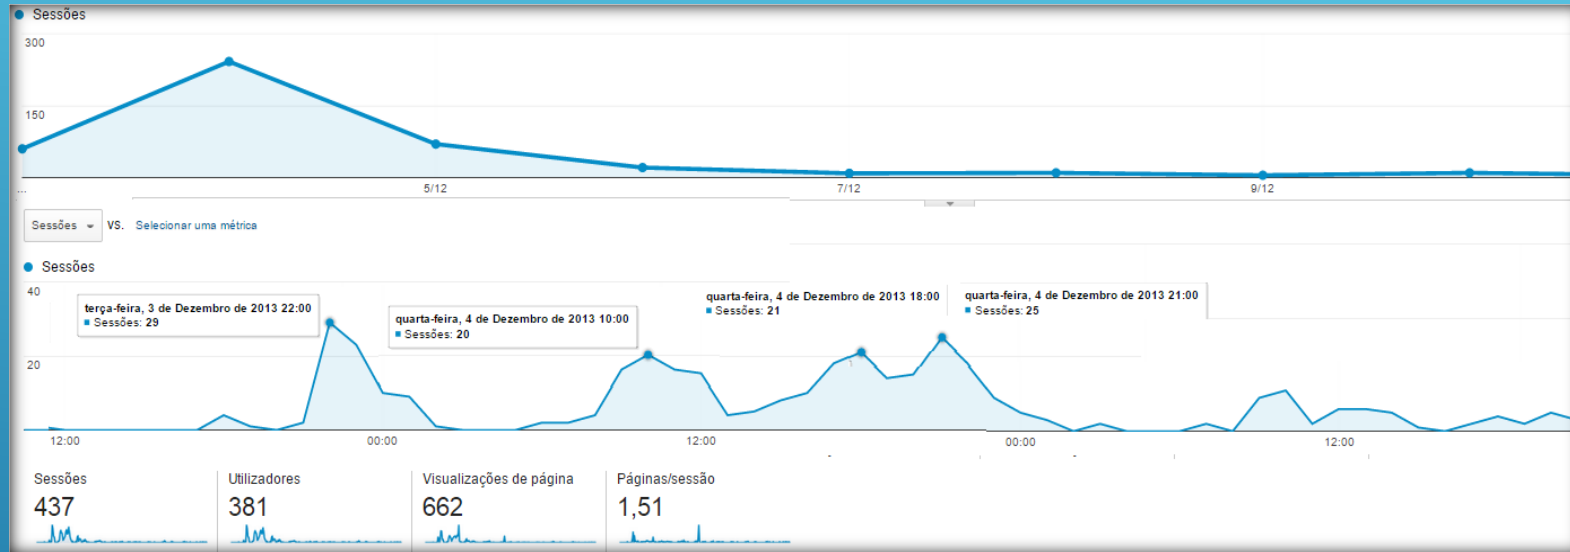 Sessões
300
150
...
5/12
7/12
9/12
Sessões
VS.
Selecionar uma métrica
Sessões
40
20
terça-feira, 3 de Dezembro de 2013 22:00
Sessões: 29
quarta-feira, 4 de Dezembro de 2013 10:00
Sessões: 20
quarta-feira, 4 de Dezembro de 2013 18:00
Sessões: 21
quarta-feira, 4 de Dezembro de 2013 21:00
Sessões: 25
12:00
00:00
12:00
00:00
12:00
Sessões
437
Utilizadores
381
Visualizações de página
662
Páginas/sessão
1,51